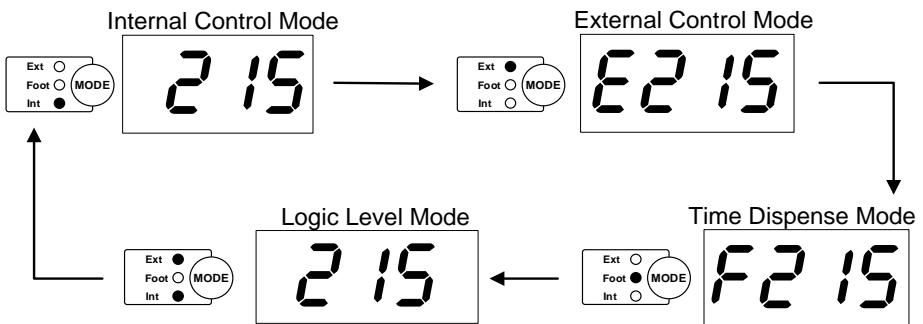 Internal Control Mode
Ext
Foot
Int
MODE
215
External Control Mode
Ext
Foot
Int
MODE
E215
Time Dispense Mode
Ext
Foot
Int
MODE
F215
Logic Level Mode
Ext
Foot
Int
MODE
215